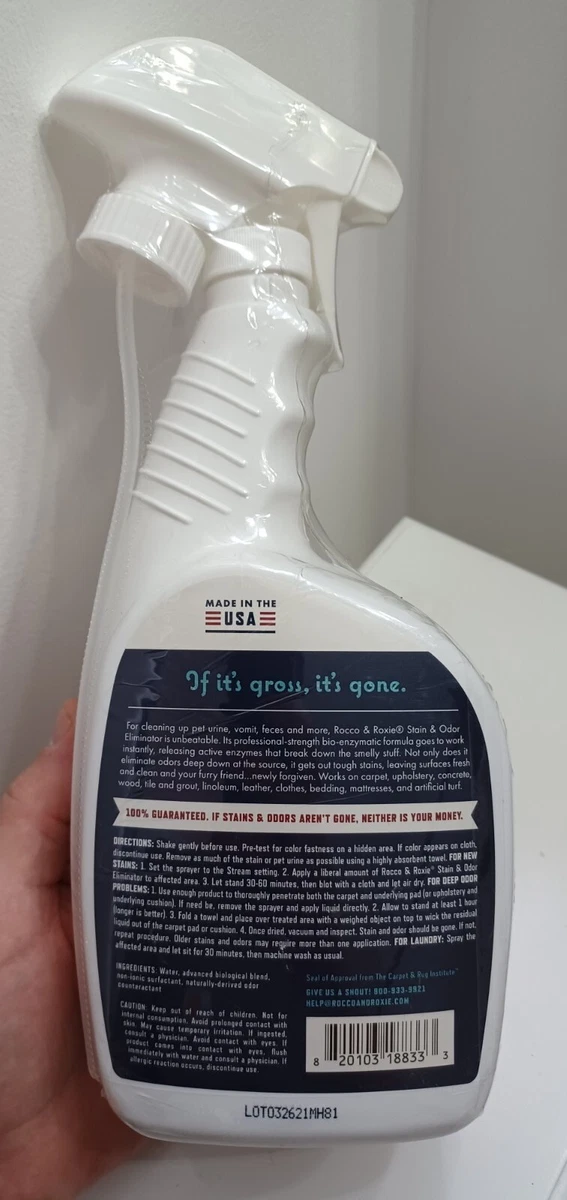 MADE IN THE
USA
If it's gross, it's gone.
For cleaning up pet urine, vomit, feces and more, Rocco & Roxie® Stain & Odor
Eliminator is unbeatable. Its professional-strength bio-enzymatic formula goes to work
instantly, releasing active enzymes that break down the smelly stuff. Not only does it
eliminate odors deep down at the source, it gets out tough stains, leaving surfaces fresh
and clean and your furry friend...newly forgiven. Works on carpet, upholstery, concrete,
wood, tile and grout, linoleum, leather, clothes, bedding, mattresses, and artificial turf.
100% GUARANTEED. IF STAINS & ODORS AREN'T GONE, NEITHER IS YOUR MONEY.
DIRECTIONS: Shake gently before use. Pre-test for color fastness on a hidden area. If color appears on cloth,
discontinue use. Remove as much of the stain or pet urine as possible using a highly absorbent towel. FOR NEW
STAINS: 1. Set the sprayer to the Stream setting. 2. Apply a liberal amount of Rocco & Roxie® Stain & Odor
Eliminator to affected area. 3. Let stand 30-60 minutes, then blot with a cloth and let air dry. FOR DEEP ODOR
PROBLEMS: 1. Use enough product to thoroughly penetrate both the carpet and underlying pad (or upholstery and
underlying cushion). If need be, remove the sprayer and apply liquid directly. 2. Allow to stand at least 1 hour
(longer is better). 3. Fold a towel and place over treated area with a weighed object on top to wick the residual
liquid out of the carpet pad or cushion. 4. Once dried, vacuum and inspect. Stain and odor should be gone. If not,
repeat procedure. Older stains and odors may require more than one application. FOR LAUNDRY: Spray the
affected area and let sit for 30 minutes, then machine wash as usual.
INGREDIENTS: Water, advanced biological blend,
non-ionic surfactant, naturally-derived odor
counteractant
CAUTION: Keep out of reach of children. Not for
internal consumption. Avoid prolonged contact with
skin. May cause temporary irritation. If ingested,
consult a physician. Avoid contact with eyes. If
product comes into contact with eyes, flush
immediately with water and consult a physician. If
allergic reaction occurs, discontinue use.
Seal of Approval from The Carpet & Rug Institute™
GIVE US A SHOUT! 800-933-9821
HELP@ROCCOANDROXIE.COM
8 20103 18833 3
LOT032621MH81